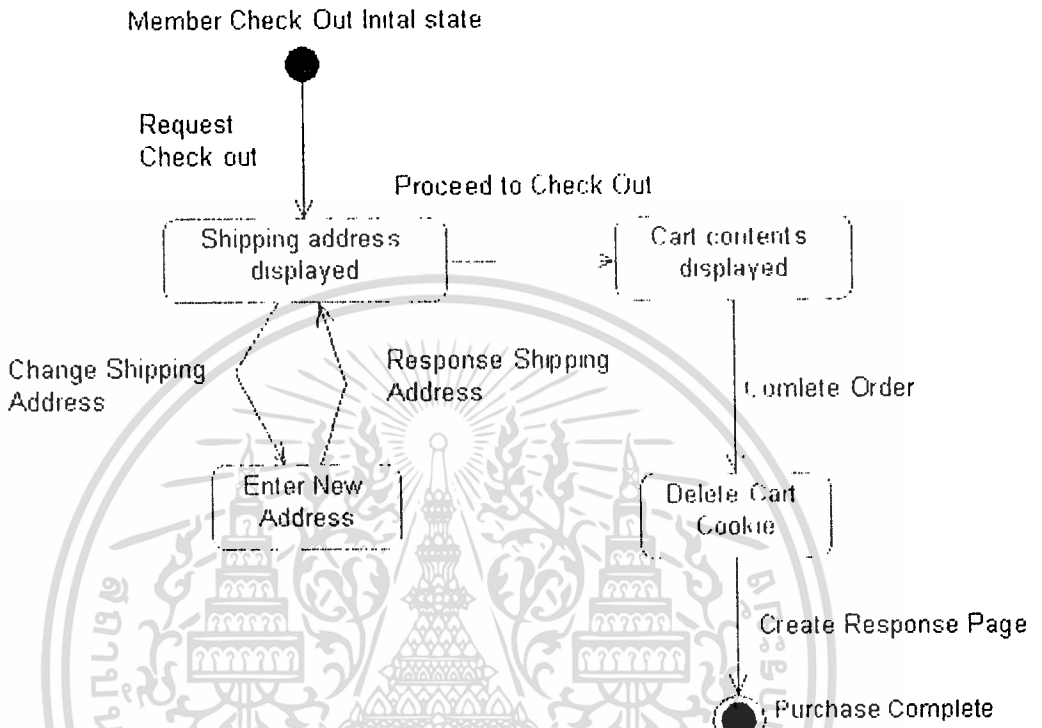 Member Check Out Inital state
Request
Check out
Proceed to Check Out
Shipping address
displayed
Cart contents
displayed
Change Shipping
Address
Response Shipping
Address
Comlete Order
Enter New
Address
Delete Cart
Cookie
Create Response Page
Purchase Complete